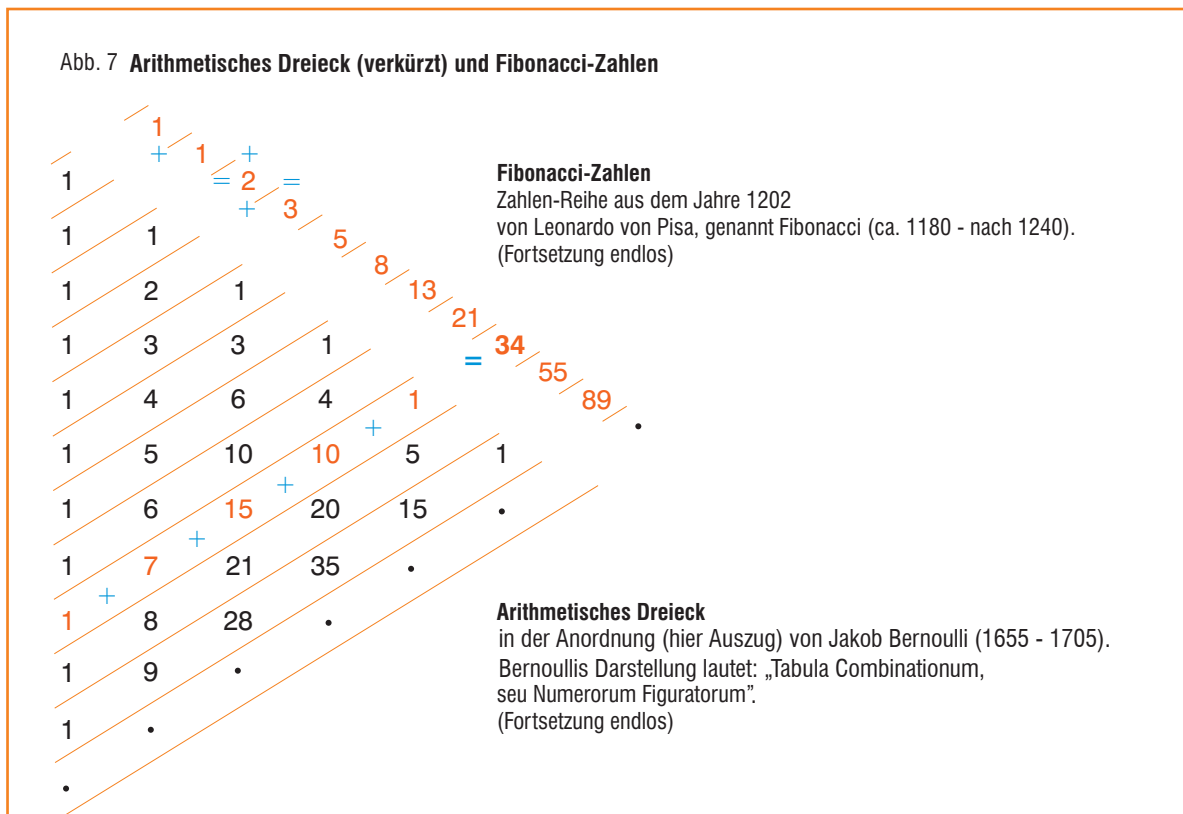 Abb. 7 Arithmetisches Dreieck (verkürzt) und Fibonacci-Zahlen
1
+ 1 +
= 2 =
+ 3
5
8
13
21
= 34
55
89
.
Fibonacci-Zahlen
Zahlen-Reihe aus dem Jahre 1202
von Leonardo von Pisa, genannt Fibonacci (ca. 1180 - nach 1240).
(Fortsetzung endlos)
1
1 1
1 2 1
1 3 3 1
1 4 6 4 1
+
1 5 10 10 5 1
+
1 6 15 20 15 .
+
1 7 21 35 .
+
1 8 28 .
1 9 .
1 .
.
Arithmetisches Dreieck
in der Anordnung (hier Auszug) von Jakob Bernoulli (1655 - 1705).
Bernoullis Darstellung lautet: „Tabula Combinationum,
seu Numerorum Figuratorum”.
(Fortsetzung endlos)